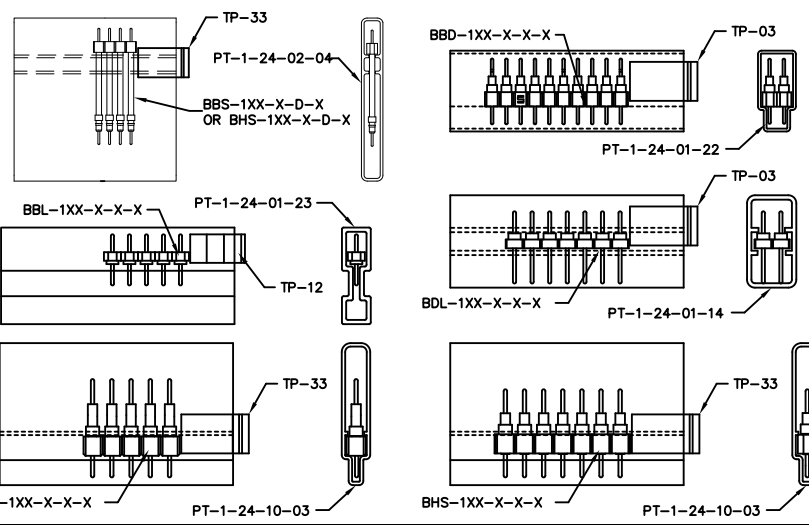 TP-33
PT-1-24-02-04
BBS-1XX-X-D-X
OR BHS-1XX-X-D-X
BBD-1XX-X-X-X
TP-03
PT-1-24-01-22
BBL-1XX-X-X-X
PT-1-24-01-23
TP-12
TP-03
BDL-1XX-X-X-X
PT-1-24-01-14
TP-33
-1XX-X-X-X
PT-1-24-10-03
TP-33
BHS-1XX-X-X-X
PT-1-24-10-03